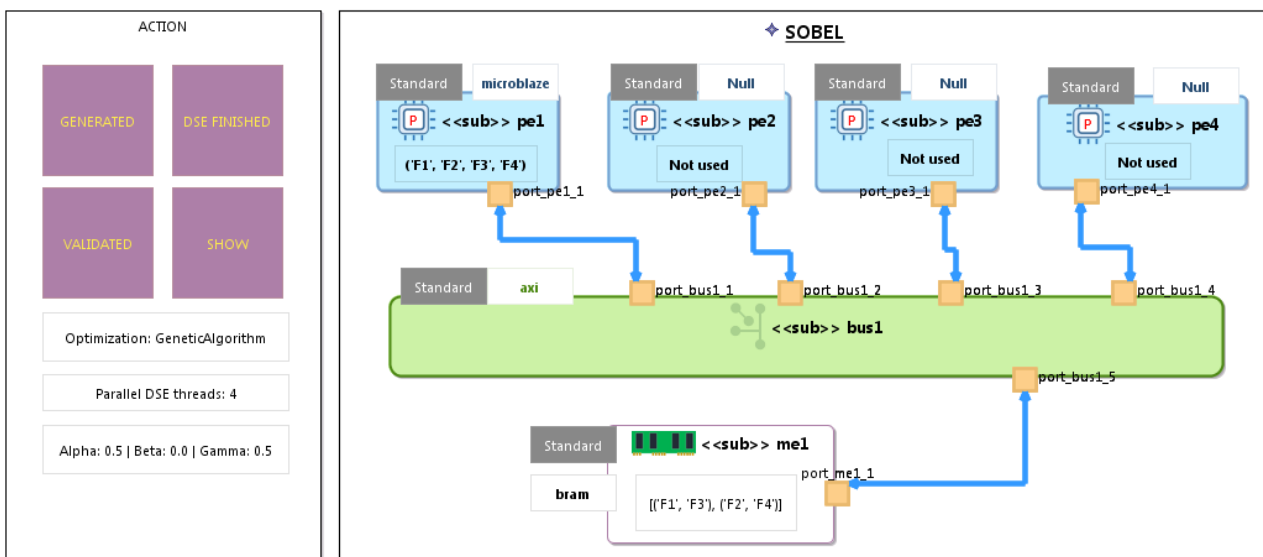 ACTION
GENERATED
DSE FINISHED
VALIDATED
SHOW
Optimization: GeneticAlgorithm
Parallel DSE threads: 4
Alpha: 0.5 | Beta: 0.0 | Gamma: 0.5
SOBEL
Standard
microblaze
P
<<sub>> pe1
('F1', 'F2', 'F3', 'F4')
port_pe1_1
Standard
Null
P
<<sub>> pe2
Not used
port_pe2_1
Standard
Null
P
<<sub>> pe3
Not used
port_pe3_1
Standard
Null
P
<<sub>> pe4
Not used
port_pe4_1
Standard
axi
port_bus1_1
port_bus1_2
port_bus1_3
port_bus1_4
<<sub>> bus1
port_bus1_5
Standard
<<sub>> me1
port_me1_1
bram
[('F1', 'F3'), ('F2', 'F4')]